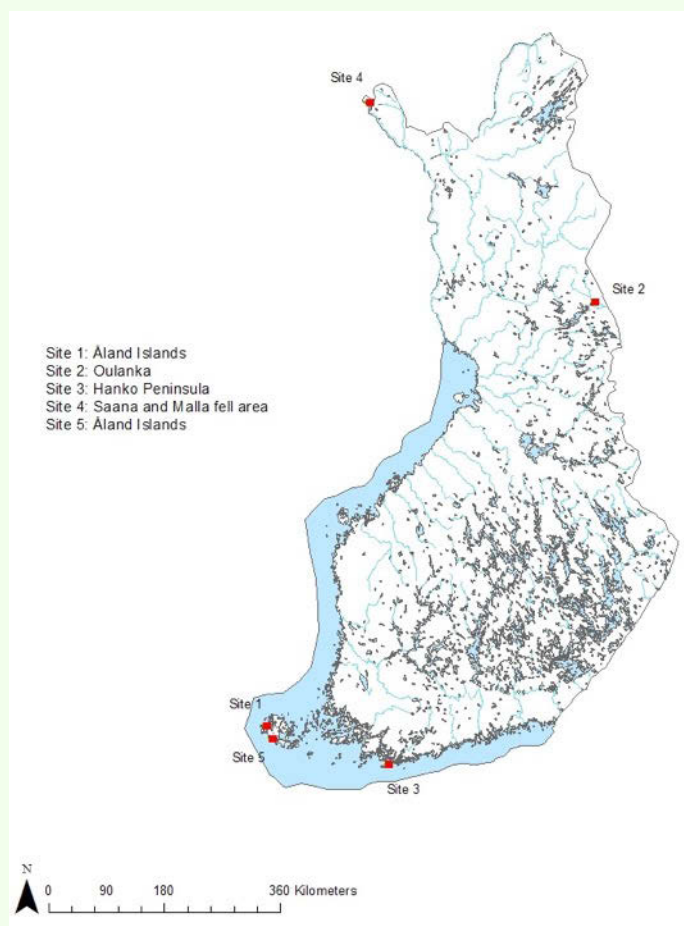 Site 4
Site 2
Site 1: Åland Islands
Site 2: Oulanka
Site 3: Hanko Peninsula
Site 4: Saana and Malla fell area
Site 5: Åland Islands
Site 1
Site 5
Site 3
N
0 90 180 360 Kilometers